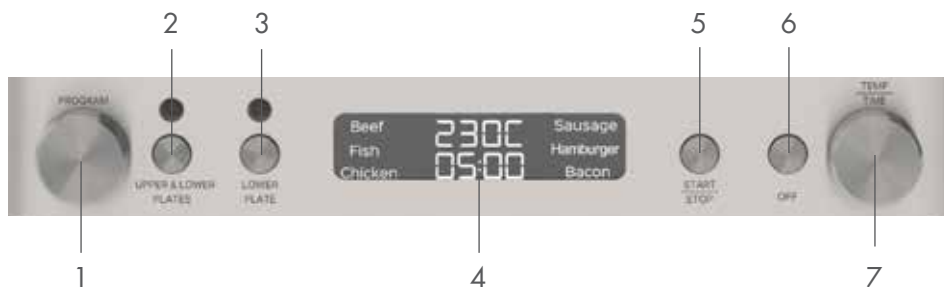 2
3
5
6
PROGRAM
TEMP
TIME
Beef
230C
Sausage
Fish
Hamburger
05:00
Chicken
Bacon
UPPER & LOWER
PLATES
LOWER
PLATE
START
STOP
OFF
1
4
7